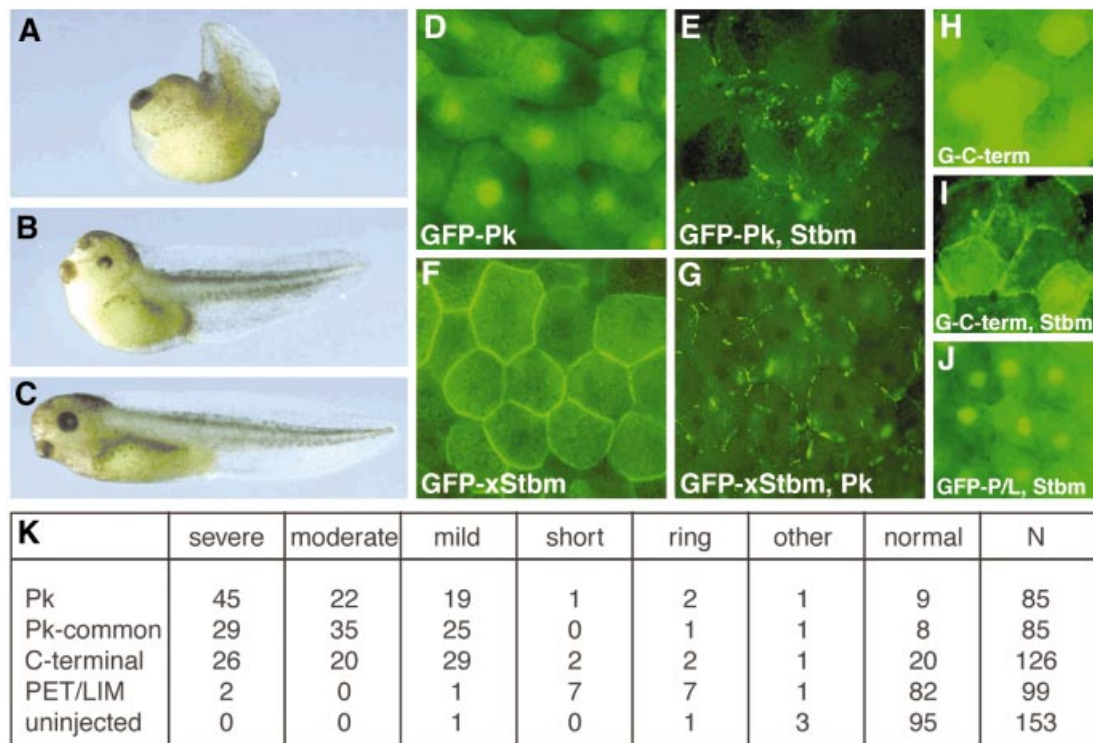 A
B
C
D
GFP-Pk
E
GFP-Pk, Stbm
F
GFP-xStbm
G
GFP-xStbm, Pk
H
G-C-term
I
G-C-term, Stbm
J
GFP-P/L, Stbm
K severe moderate mild short ring other normal N
Pk 45 22 19 1 2 1 9 85
Pk-common 29 35 25 0 1 1 8 85
C-terminal 26 20 29 2 2 1 20 126
PET/LIM 2 0 1 7 7 1 82 99
uninjected 0 0 1 0 1 3 95 153